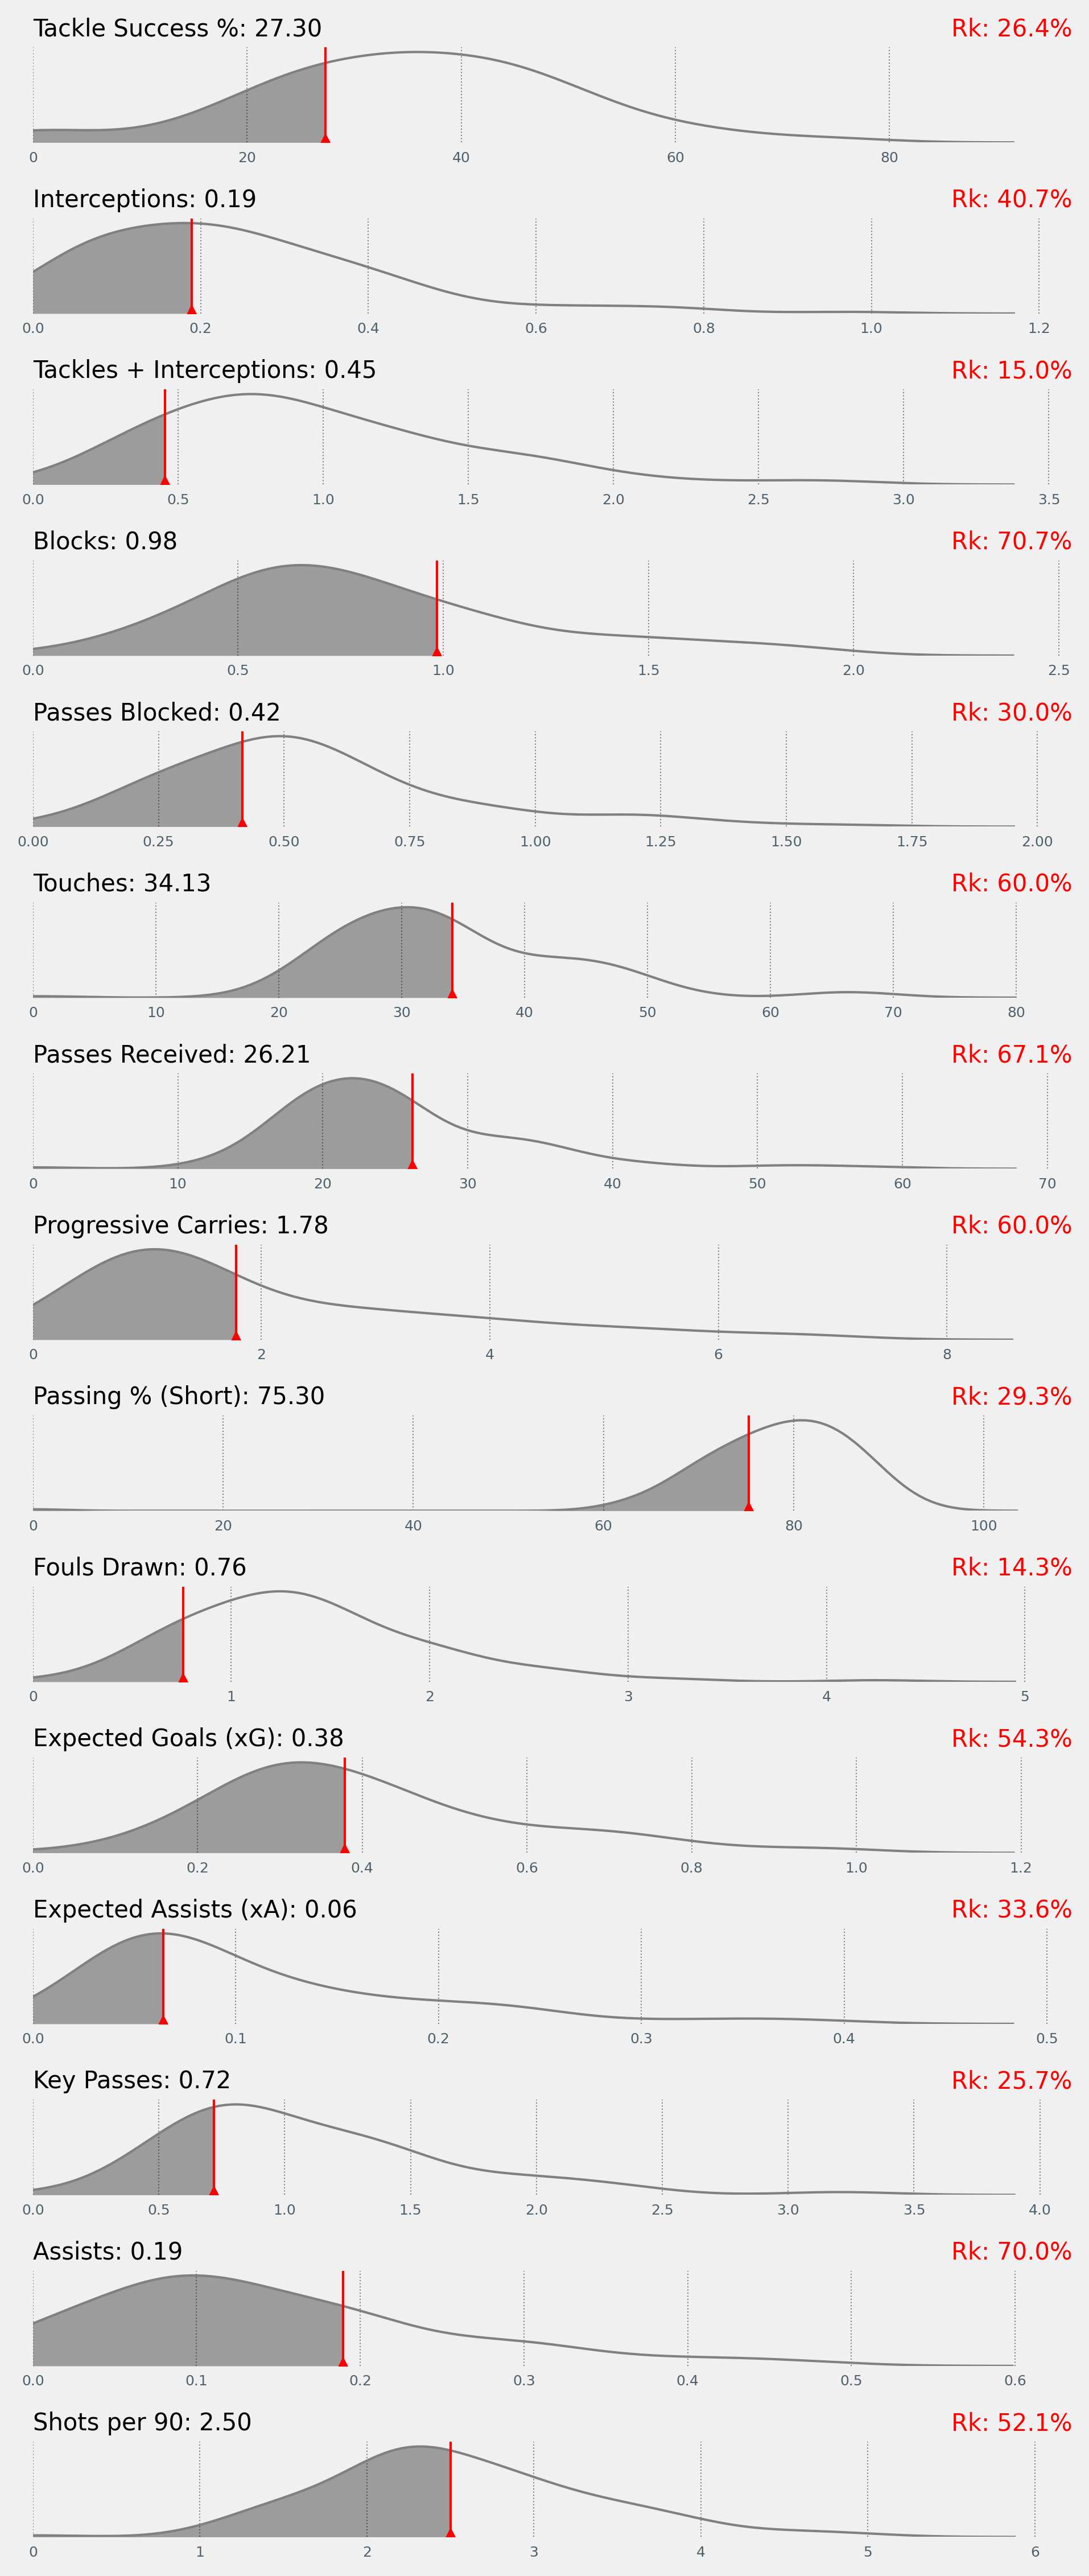 Tackle Success %: 27.30 Rk: 26.4%
0 20 40 60 80
Interceptions: 0.19 Rk: 40.7%
0.0 0.2 0.4 0.6 0.8 1.0 1.2
Tackles + Interceptions: 0.45 Rk: 15.0%
0.0 0.5 1.0 1.5 2.0 2.5 3.0 3.5
Blocks: 0.98 Rk: 70.7%
0.0 0.5 1.0 1.5 2.0 2.5
Passes Blocked: 0.42 Rk: 30.0%
0.00 0.25 0.50 0.75 1.00 1.25 1.50 1.75 2.00
Touches: 34.13 Rk: 60.0%
0 10 20 30 40 50 60 70 80
Passes Received: 26.21 Rk: 67.1%
0 10 20 30 40 50 60 70
Progressive Carries: 1.78 Rk: 60.0%
0 2 4 6 8
Passing % (Short): 75.30 Rk: 29.3%
0 20 40 60 80 100
Fouls Drawn: 0.76 Rk: 14.3%
0 1 2 3 4 5
Expected Goals (xG): 0.38 Rk: 54.3%
0.0 0.2 0.4 0.6 0.8 1.0 1.2
Expected Assists (xA): 0.06 Rk: 33.6%
0.0 0.1 0.2 0.3 0.4 0.5
Key Passes: 0.72 Rk: 25.7%
0.0 0.5 1.0 1.5 2.0 2.5 3.0 3.5 4.0
Assists: 0.19 Rk: 70.0%
0.0 0.1 0.2 0.3 0.4 0.5 0.6
Shots per 90: 2.50 Rk: 52.1%
0 1 2 3 4 5 6